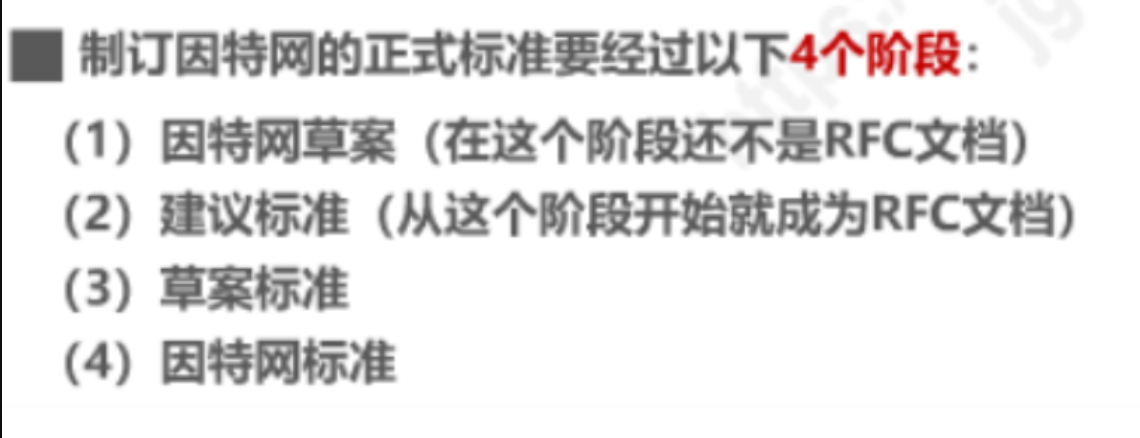 制订因特网的正式标准要经过以下4个阶段：
（1）因特网草案（在这个阶段还不是RFC文档）
（2）建议标准（从这个阶段开始就成为RFC文档）
（3）草案标准
（4）因特网标准